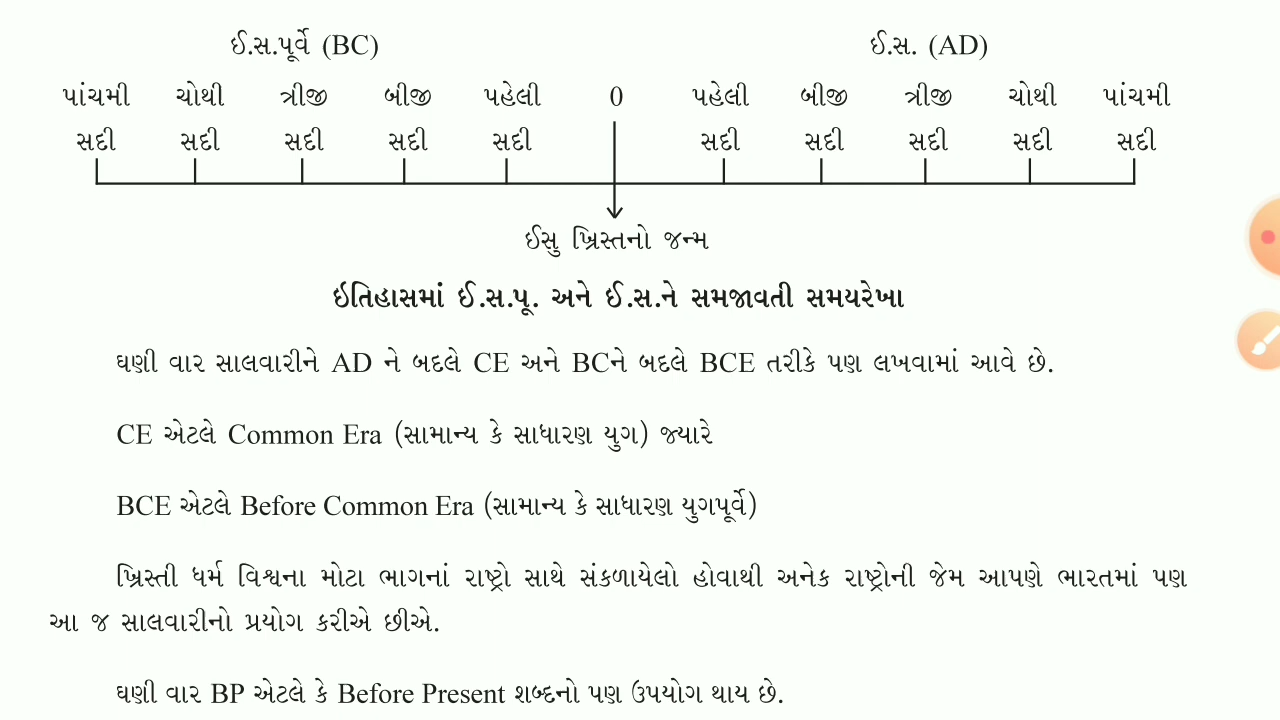 ઈ.સ.પૂર્વે (BC) ઈ.સ. (AD)
પાંચમી ચોથી ત્રીજી બીજી પહેલી 0 પહેલી બીજી ત્રીજી ચોથી પાંચમી
સદી સદી સદી સદી સદી સદી સદી સદી સદી સદી
ઈસુ ખ્રિસ્તનો જન્મ
ઇતિહાસમાં ઈ.સ.પૂ. અને ઈ.સ.ને સમજાવતી સમયરેખા
ઘણી વાર સાલવારીને AD ને બદલે CE અને BCને બદલે BCE તરીકે પણ લખવામાં આવે છે.
CE એટલે Common Era (સામાન્ય કે સાધારણ યુગ) જ્યારે
BCE એટલે Before Common Era (સામાન્ય કે સાધારણ યુગપૂર્વે)
ખ્રિસ્તી ધર્મ વિશ્વના મોટા ભાગનાં રાષ્ટ્રો સાથે સંકળાયેલો હોવાથી અનેક રાષ્ટ્રોની જેમ આપણે ભારતમાં પણ
આ જ સાલવારીનો પ્રયોગ કરીએ છીએ.
ઘણી વાર BP એટલે કે Before Present શબ્દનો પણ ઉપયોગ થાય છે.